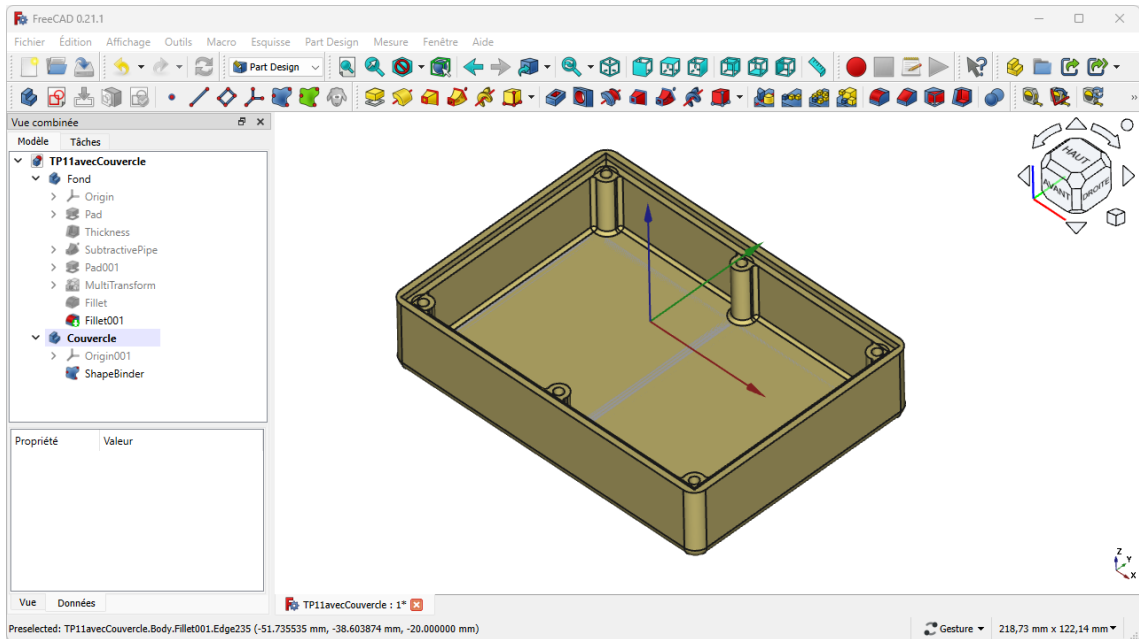 FreeCAD 0.21.1
Fichier Édition Affichage Outils Macro Esquisse Part Design Mesure Fenêtre Aide
Part Design
Vue combinée
Modèle Tâches
TP11avecCouvercle
Fond
Origin
Pad
Thickness
SubtractivePipe
Pad001
MultiTransform
Fillet
Fillet001
Couvercle
Origin001
ShapeBinder
HAUT
AVANT DROITE
Propriété Valeur
Z
Y
X
Vue Données
TP11avecCouvercle : 1*
Preselected: TP11avecCouvercle.Body.Fillet001.Edge235 (-51.735535 mm, -38.603874 mm, -20.000000 mm)
Gesture 218,73 mm x 122,14 mm